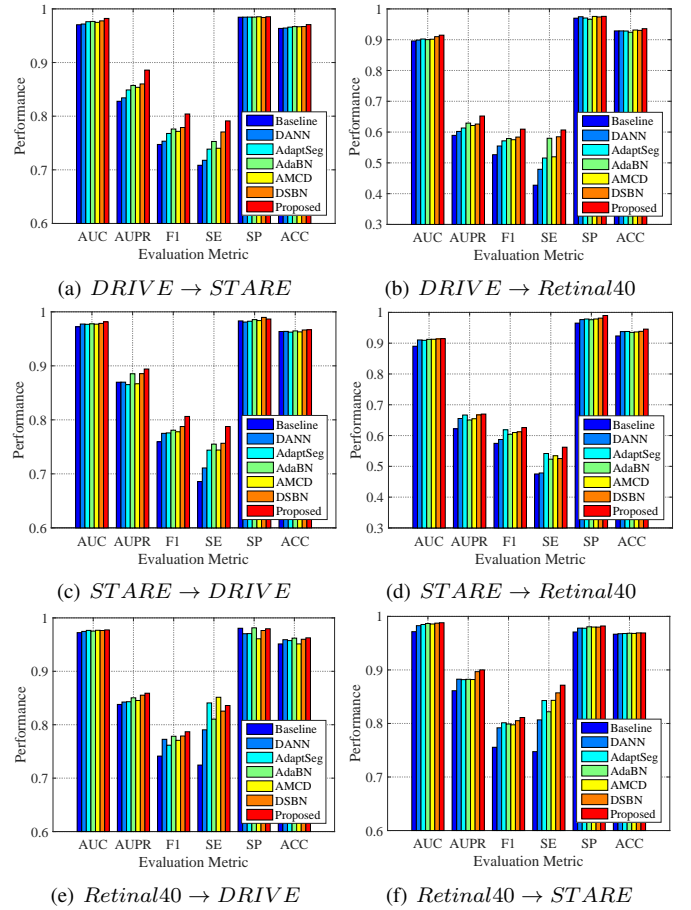 1
0.9
0.8
0.7
0.6
Performance
AUC AUPR F1 SE SP ACC
Evaluation Metric
Baseline
DANN
AdaptSeg
AdaBN
AMCD
DSBN
Proposed
(a) DRIVE → STARE
1
0.9
0.8
0.7
0.6
0.5
0.4
0.3
Performance
AUC AUPR F1 SE SP ACC
Evaluation Metric
Baseline
DANN
AdaptSeg
AdaBN
AMCD
DSBN
Proposed
(b) DRIVE → Retinal40
1
0.9
0.8
0.7
0.6
Performance
AUC AUPR F1 SE SP ACC
Evaluation Metric
Baseline
DANN
AdaptSeg
AdaBN
AMCD
DSBN
Proposed
(c) STARE → DRIVE
1
0.9
0.8
0.7
0.6
0.5
0.4
0.3
Performance
AUC AUPR F1 SE SP ACC
Evaluation Metric
Baseline
DANN
AdaptSeg
AdaBN
AMCD
DSBN
Proposed
(d) STARE → Retinal40
1
0.9
0.8
0.7
0.6
Performance
AUC AUPR F1 SE SP ACC
Evaluation Metric
Baseline
DANN
AdaptSeg
AdaBN
AMCD
DSBN
Proposed
(e) Retinal40 → DRIVE
1
0.9
0.8
0.7
0.6
Performance
AUC AUPR F1 SE SP ACC
Evaluation Metric
Baseline
DANN
AdaptSeg
AdaBN
AMCD
DSBN
Proposed
(f) Retinal40 → STARE